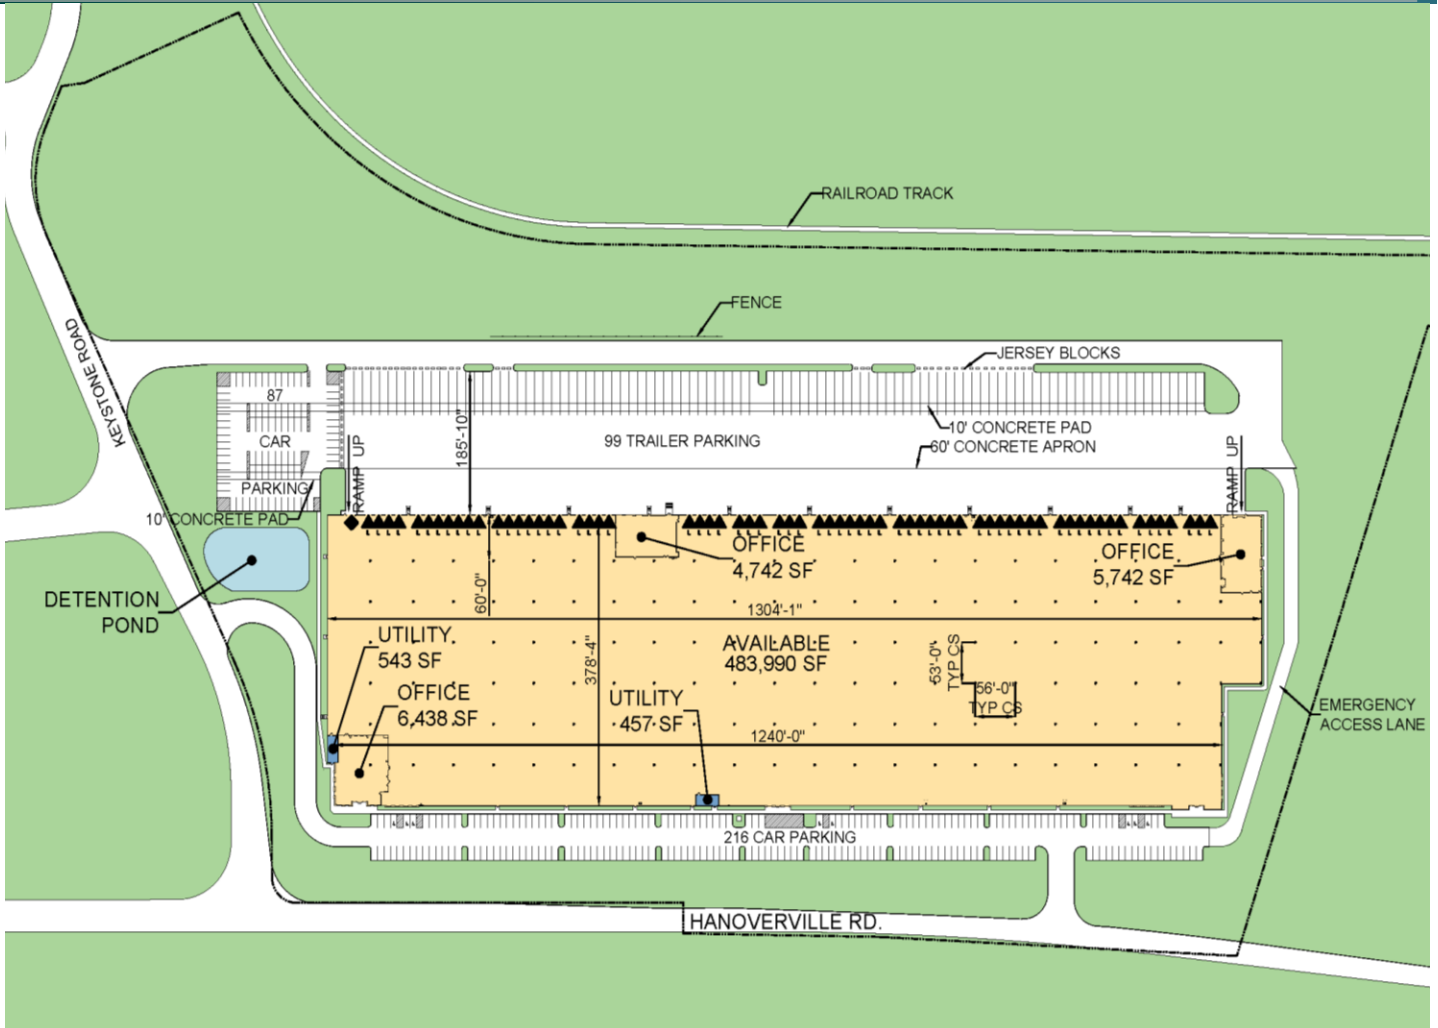 RAILROAD TRACK
FENCE
KEYSTONE ROAD
JERSEY BLOCKS
87
CAR
PARKING
185'-10"
99 TRAILER PARKING
10' CONCRETE PAD
60' CONCRETE APRON
RAMP UP
RAMP UP
10' CONCRETE PAD
OFFICE
4,742 SF
OFFICE
5,742 SF
DETENTION
POND
60'-0"
1304'-1"
UTILITY
543 SF
AVAILABLE
483,990 SF
378'-4"
53'-0"
TYP CS
56'-0"
TYP CS
OFFICE
6,438 SF
UTILITY
457 SF
EMERGENCY
ACCESS LANE
1240'-0"
216 CAR PARKING
HANOVERVILLE RD.